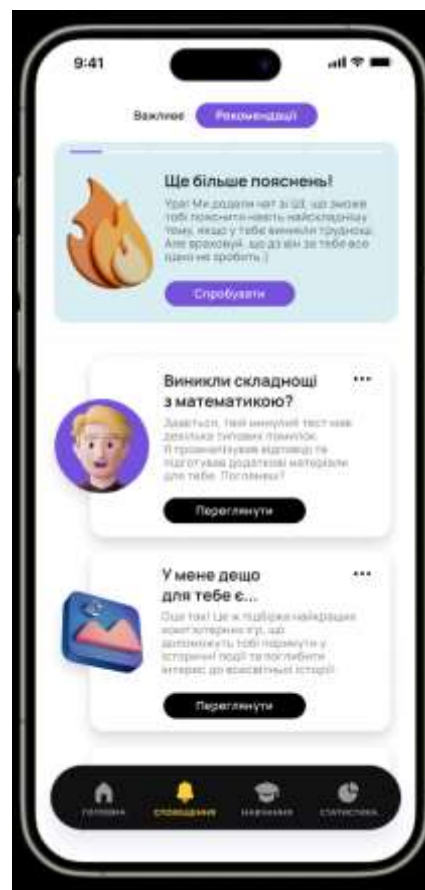 9:41
Важливе Рекомендації
Ще більше пояснень!
Ура! Ми додали чат зі ШІ, що зможе
тобі пояснити навіть найскладнішу
тему, якщо у тебе виникли труднощі.
Але враховуй, що дз він за тебе все
одно не зробить :)
Спробувати
Виникли складнощі
з математикою?
Здається, твій минулий тест мав
декілька типових помилок.
Я проаналізував відповіді та
підготував додаткові матеріали
для тебе. Поглянеш?
Переглянути
У мене дещо
для тебе є...
Оце так! Це ж підбірка найкращих
комп'ютерних ігр, що
допоможуть тобі поринути у
історичні події та поглибити
інтерес до всесвітньої історії
Переглянути
ГОЛОВНА СПОВІЩЕННЯ НАВЧАННЯ СТАТИСТИКА